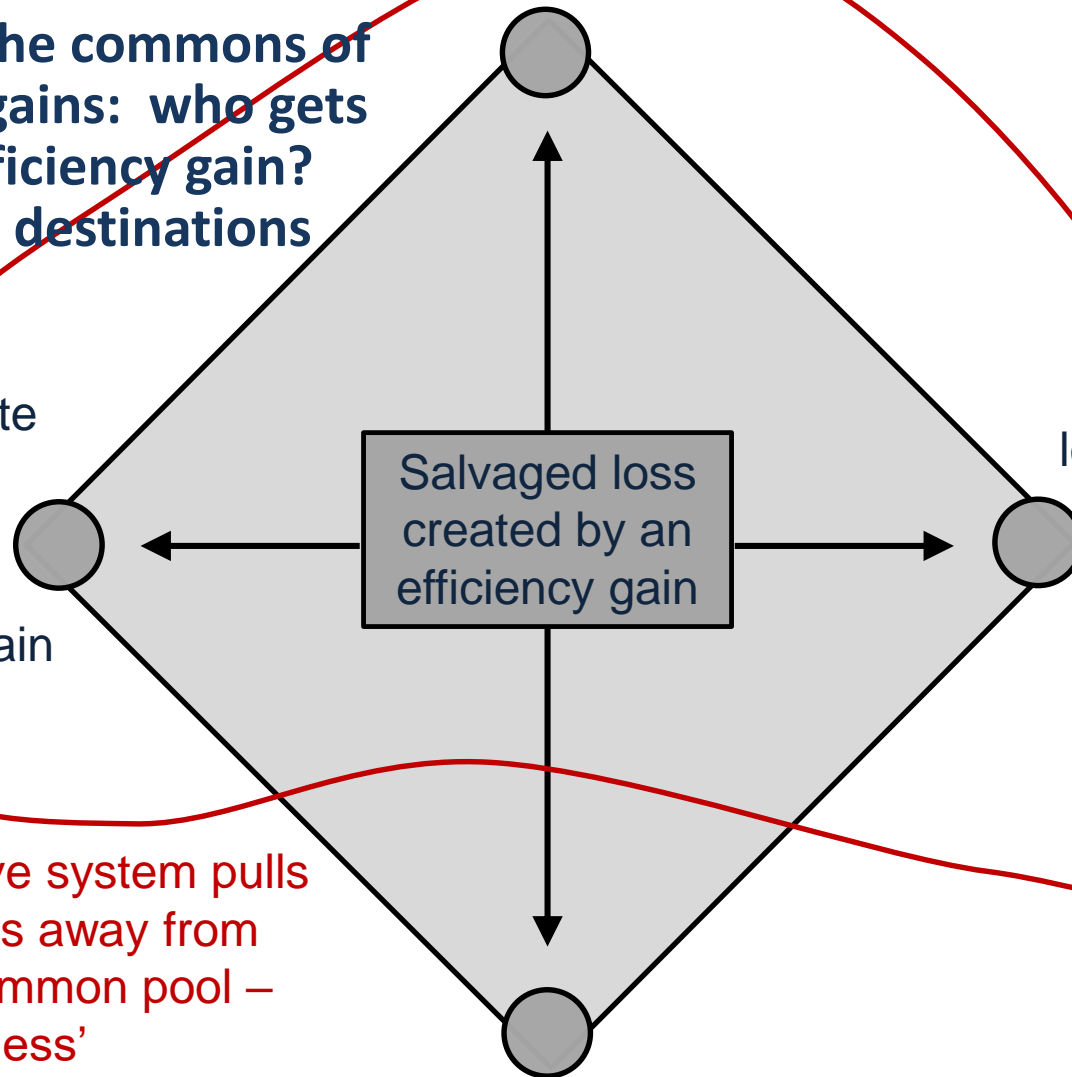 he commons of
gains: who gets
ficiency gain?
destinations
te
Salvaged loss
created by an
efficiency gain
ain
ve system pulls
s away from
mmon pool –
ess’